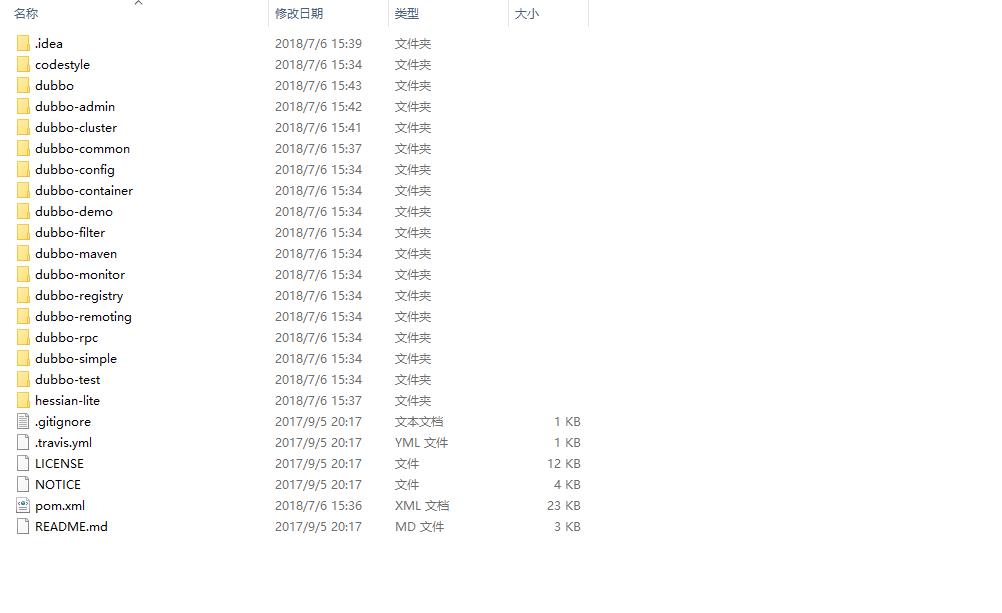 名称 修改日期 类型 大小
.idea 2018/7/6 15:39 文件夹
codestyle 2018/7/6 15:34 文件夹
dubbo 2018/7/6 15:43 文件夹
dubbo-admin 2018/7/6 15:42 文件夹
dubbo-cluster 2018/7/6 15:41 文件夹
dubbo-common 2018/7/6 15:37 文件夹
dubbo-config 2018/7/6 15:34 文件夹
dubbo-container 2018/7/6 15:34 文件夹
dubbo-demo 2018/7/6 15:34 文件夹
dubbo-filter 2018/7/6 15:34 文件夹
dubbo-maven 2018/7/6 15:34 文件夹
dubbo-monitor 2018/7/6 15:34 文件夹
dubbo-registry 2018/7/6 15:34 文件夹
dubbo-remoting 2018/7/6 15:34 文件夹
dubbo-rpc 2018/7/6 15:34 文件夹
dubbo-simple 2018/7/6 15:34 文件夹
dubbo-test 2018/7/6 15:34 文件夹
hessian-lite 2018/7/6 15:37 文件夹
.gitignore 2017/9/5 20:17 文本文档 1 KB
.travis.yml 2017/9/5 20:17 YML 文件 1 KB
LICENSE 2017/9/5 20:17 文件 12 KB
NOTICE 2017/9/5 20:17 文件 4 KB
pom.xml 2018/7/6 15:36 XML 文档 23 KB
README.md 2017/9/5 20:17 MD 文件 3 KB